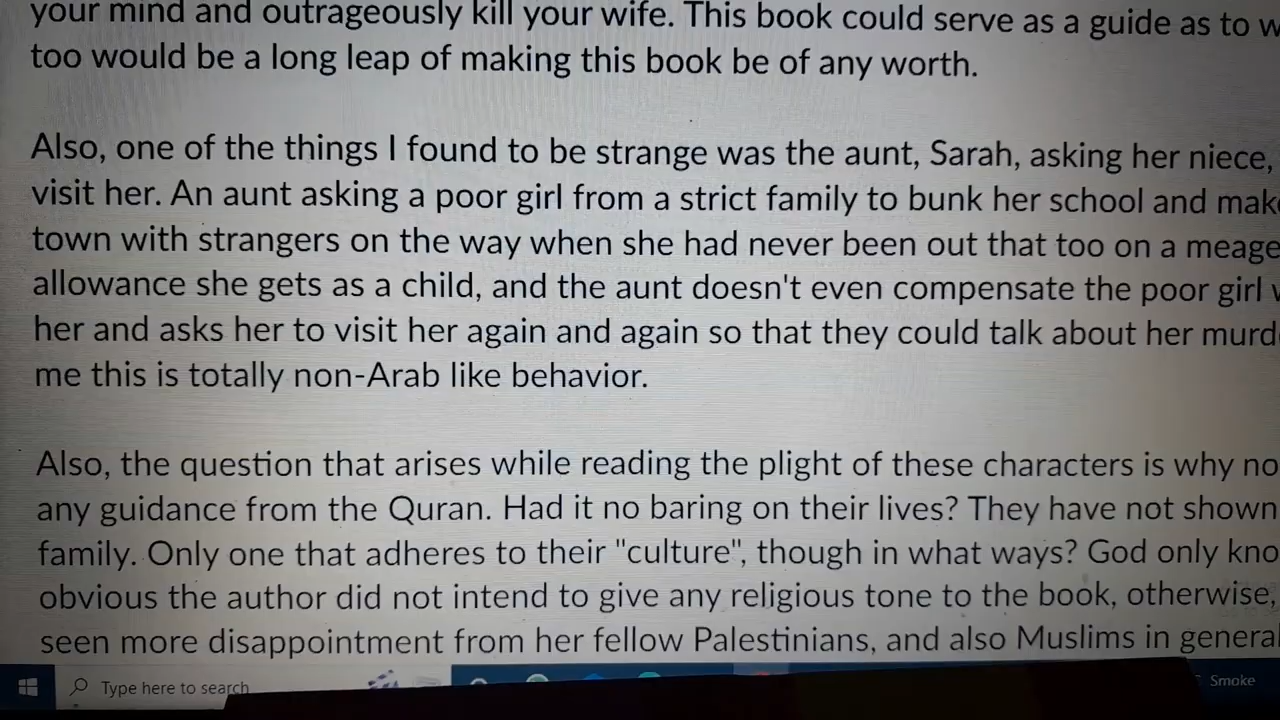 your mind and outrageously kill your wife. This book could serve as a guide as to
too would be a long leap of making this book be of any worth.
Also, one of the things I found to be strange was the aunt, Sarah, asking her niece,
visit her. An aunt asking a poor girl from a strict family to bunk her school and
town with strangers on the way when she had never been out that too on a
allowance she gets as a child, and the aunt doesn't even compensate the poor girl
her and asks her to visit her again and again so that they could talk about her
me this is totally non-Arab like behavior.
Also, the question that arises while reading the plight of these characters is why
any guidance from the Quran. Had it no baring on their lives? They have not shown
family. Only one that adheres to their "culture", though in what ways? God only
obvious the author did not intend to give any religious tone to the book, otherwise,
seen more disappointment from her fellow Palestinians, and also Muslims in general
Type here to search
Smoke